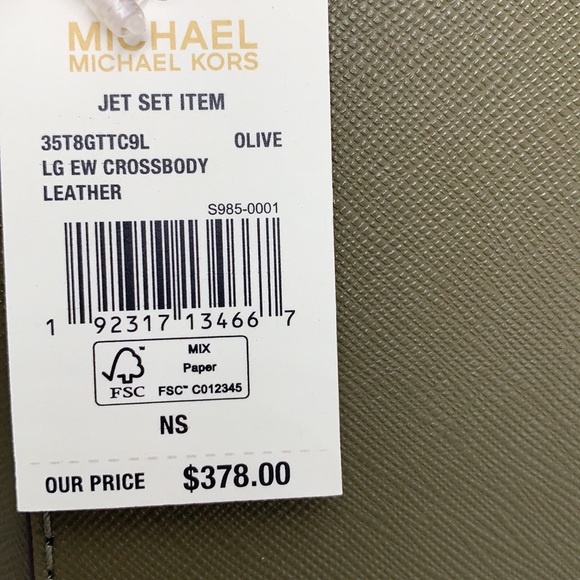 MICHAEL
MICHAEL KORS
JET SET ITEM
35T8GTTC9L OLIVE
LG EW CROSSBODY
LEATHER
S985-0001
1 92317 13466 7
FSC
MIX
Paper
FSC™ C012345
NS
OUR PRICE $378.00